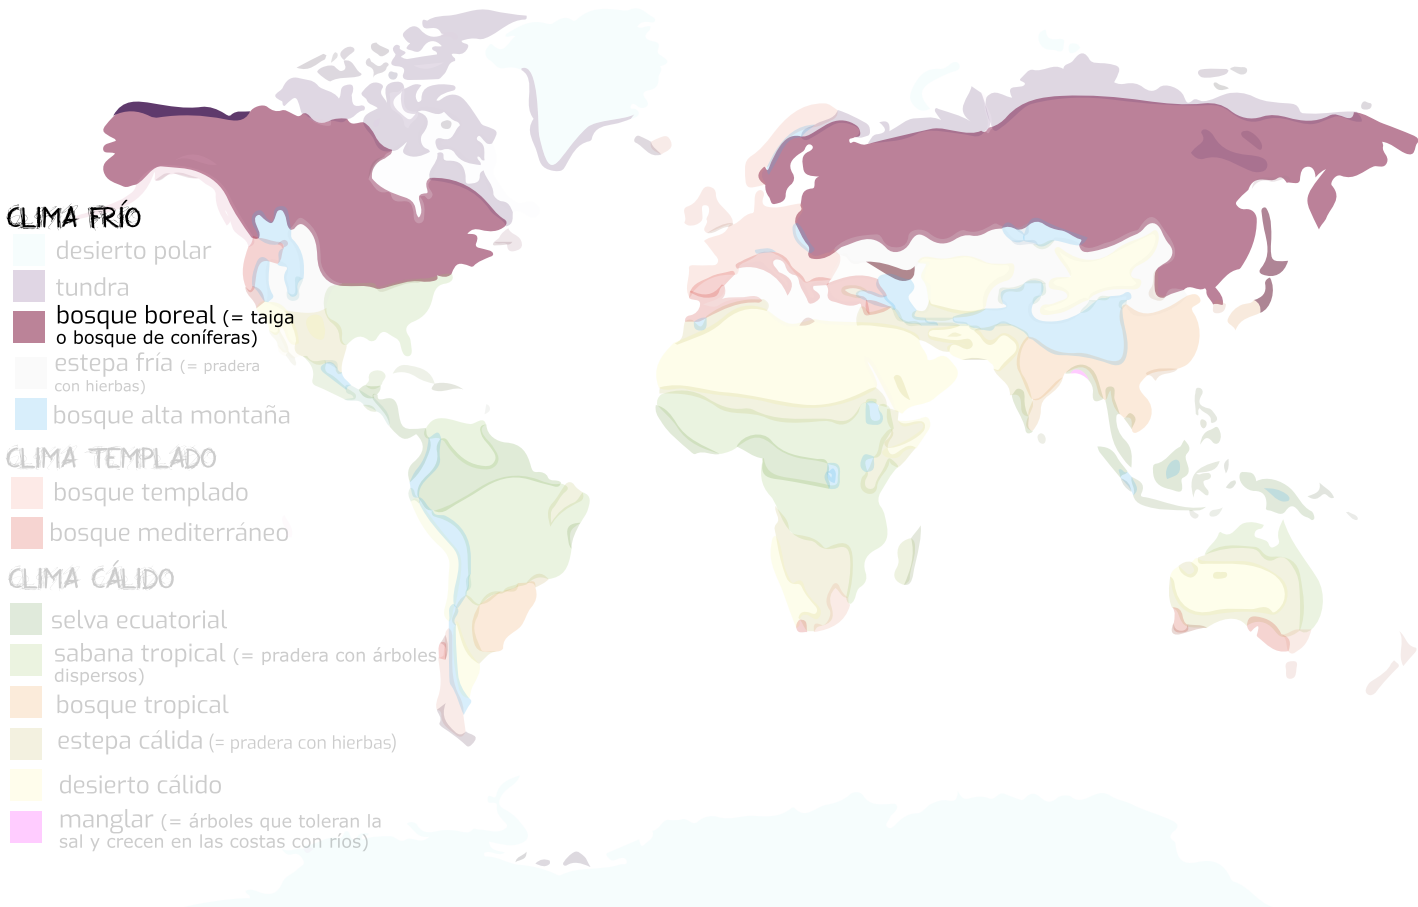 CLIMA FRÍO
desierto polar
tundra
bosque boreal (= taiga
o bosque de coníferas)
estepa fría (= pradera
con hierbas)
bosque alta montaña
CLIMA TEMPLADO
bosque templado
bosque mediterráneo
CLIMA CÁLIDO
selva ecuatorial
sabana tropical (= pradera con árboles
dispersos)
bosque tropical
estepa cálida (= pradera con hierbas)
desierto cálido
manglar (= árboles que toleran la
sal y crecen en las costas con ríos)